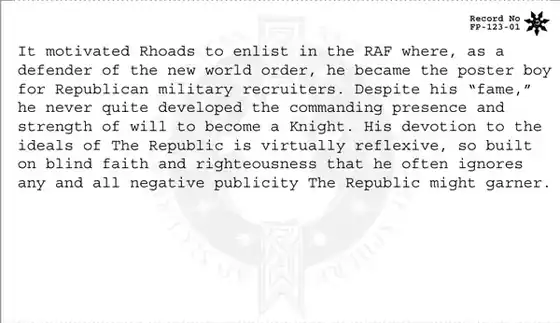 Record No
FP-123-01
It motivated Rhoads to enlist in the RAF where, as a
defender of the new world order, he became the poster boy
for Republican military recruiters. Despite his “fame,”
he never quite developed the commanding presence and
strength of will to become a Knight. His devotion to the
ideals of The Republic is virtually reflexive, so built
on blind faith and righteousness that he often ignores
any and all negative publicity The Republic might garner.